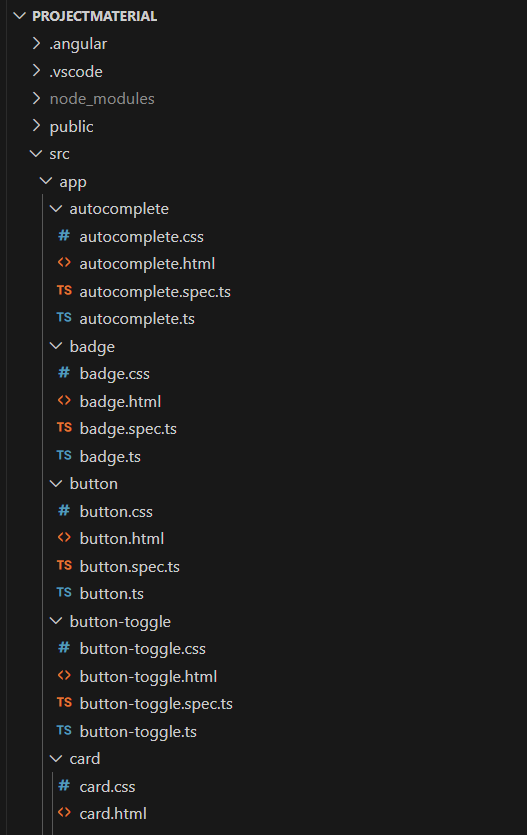 PROJECTMATERIAL
.angular
.vscode
node_modules
public
src
app
autocomplete
# autocomplete.css
<> autocomplete.html
TS autocomplete.spec.ts
TS autocomplete.ts
badge
# badge.css
<> badge.html
TS badge.spec.ts
TS badge.ts
button
# button.css
<> button.html
TS button.spec.ts
TS button.ts
button-toggle
# button-toggle.css
<> button-toggle.html
TS button-toggle.spec.ts
TS button-toggle.ts
card
# card.css
<> card.html